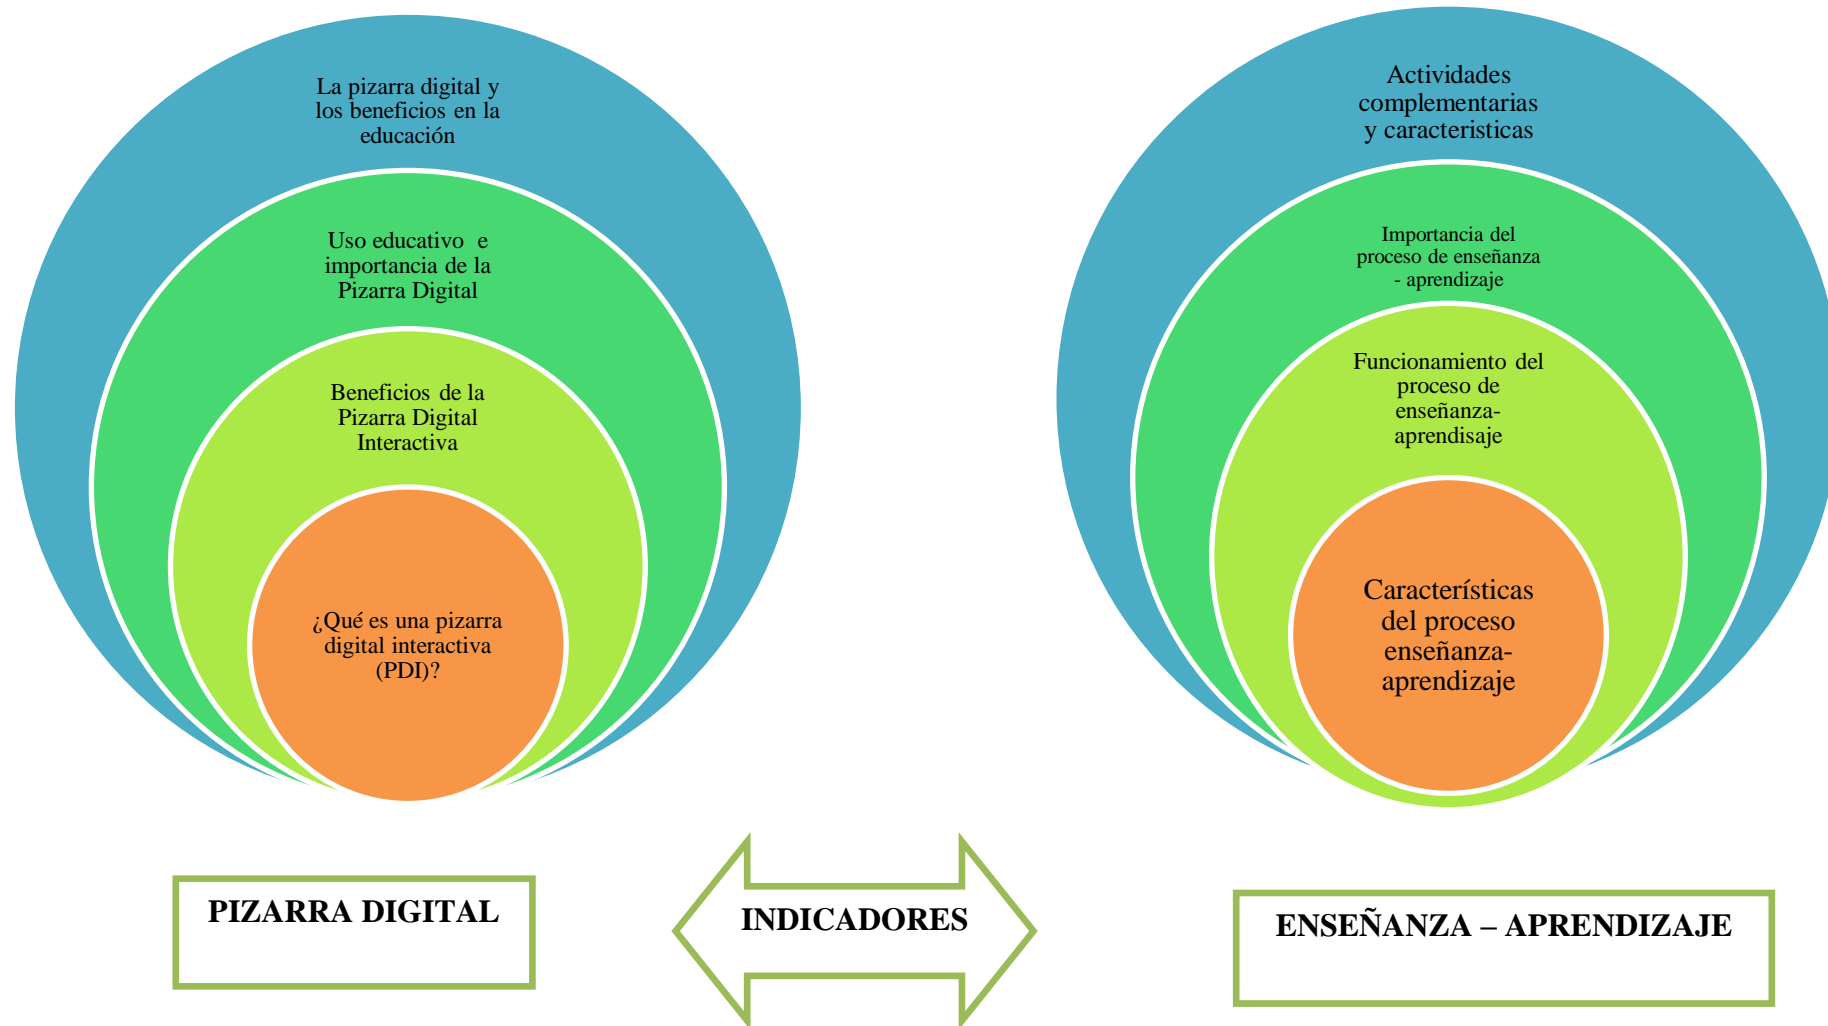 La pizarra digital y
los beneficios en la
educación
Uso educativo e
importancia de la
Pizarra Digital
Beneficios de la
Pizarra Digital
Interactiva
¿Qué es una pizarra
digital interactiva
(PDI)?
Actividades
complementarias
y caracteristicas
Importancia del
proceso de enseñanza
- aprendizaje
Funcionamiento del
proceso de
enseñanza-
aprendisaje
Característísticas
del proceso
enseñanza-
aprendizaje
PIZARRA DIGITAL
INDICADORES
ENSEÑANZA – APRENDIZAJE